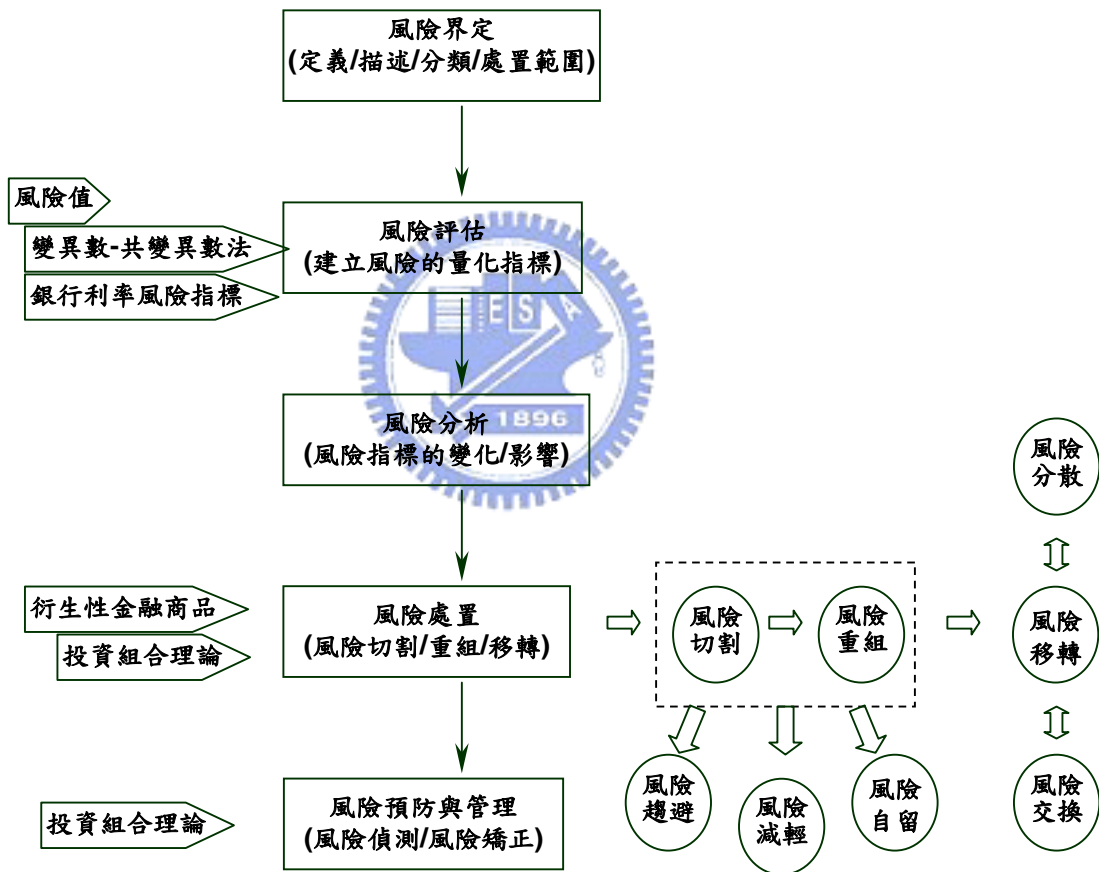 風險界定
(定義/描述/分類/處置範圍)
風險值
變異數-共變異數法
銀行利率風險指標
風險評估
(建立風險的量化指標)
E S A
1896
風險分析
(風險指標的變化/影響)
衍生性金融商品
投資組合理論
風險處置
(風險切割/重組/移轉)
風險
切割
風險
重組
風險
分散
風險
移轉
風險
交換
風險
趨避
風險
減輕
風險
自留
投資組合理論
風險預防與管理
(風險偵測/風險矯正)